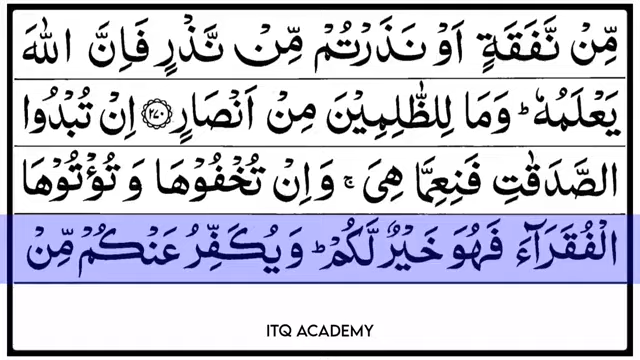 مِّنۡ نَّفَقَةٍ اَوۡ نَذَرۡتُمۡ مِّنۡ نَّذۡرٍ فَاِنَّ اللّٰهَ
يَعۡلَمُهٗ ؕ وَمَا لِلظّٰلِمِيۡنَ مِنۡ اَنۡصَارٍ ﴿۲۷۰﴾ اِنۡ تُبۡدُوا
الصَّدَقٰتِ فَنِعِمَّا هِىَ ۚ وَاِنۡ تُخۡفُوۡهَا وَ تُؤۡتُوۡهَا
الۡفُقَرَآءَ فَهُوَ خَيۡرٌ لَّكُمۡ ؕ وَيُكَفِّرُ عَنۡكُمۡ مِّنۡ
ITQ ACADEMY